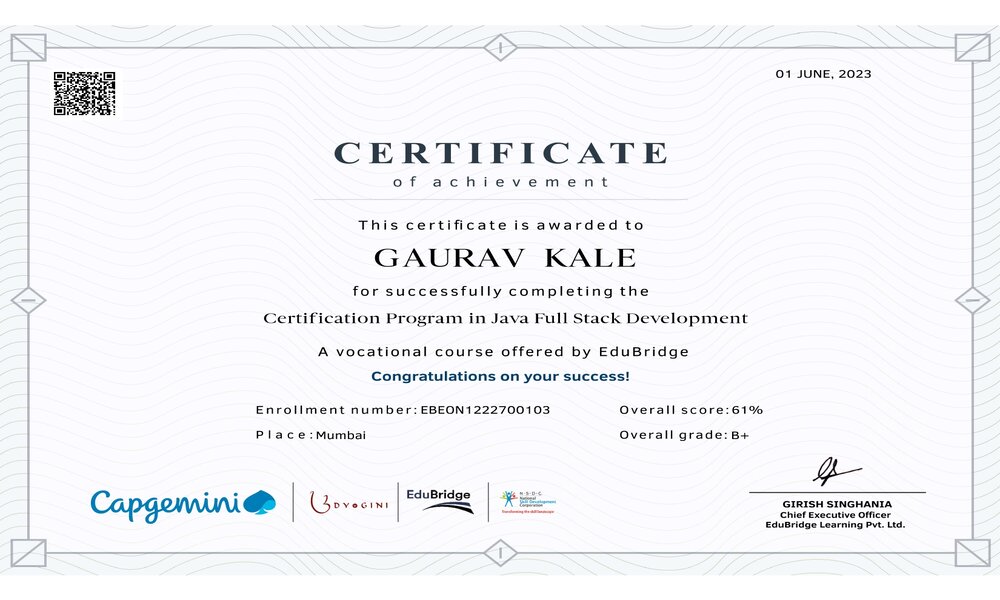 01 JUNE, 2023
CERTIFICATE
of achievement
This certificate is awarded to
GAURAV KALE
for successfully completing the
Certification Program in Java Full Stack Development
A vocational course offered by EduBridge
Congratulations on your success!
Enrollment number: EBEON1222700103
Overall score: 61%
Place: Mumbai
Overall grade: B+
Capgemini
UDYOGINI
EduBridge
N·S·D·C
National
Skill Development
Corporation
Transforming the skill landscape
GIRISH SINGHANIA
Chief Executive Officer
EduBridge Learning Pvt. Ltd.